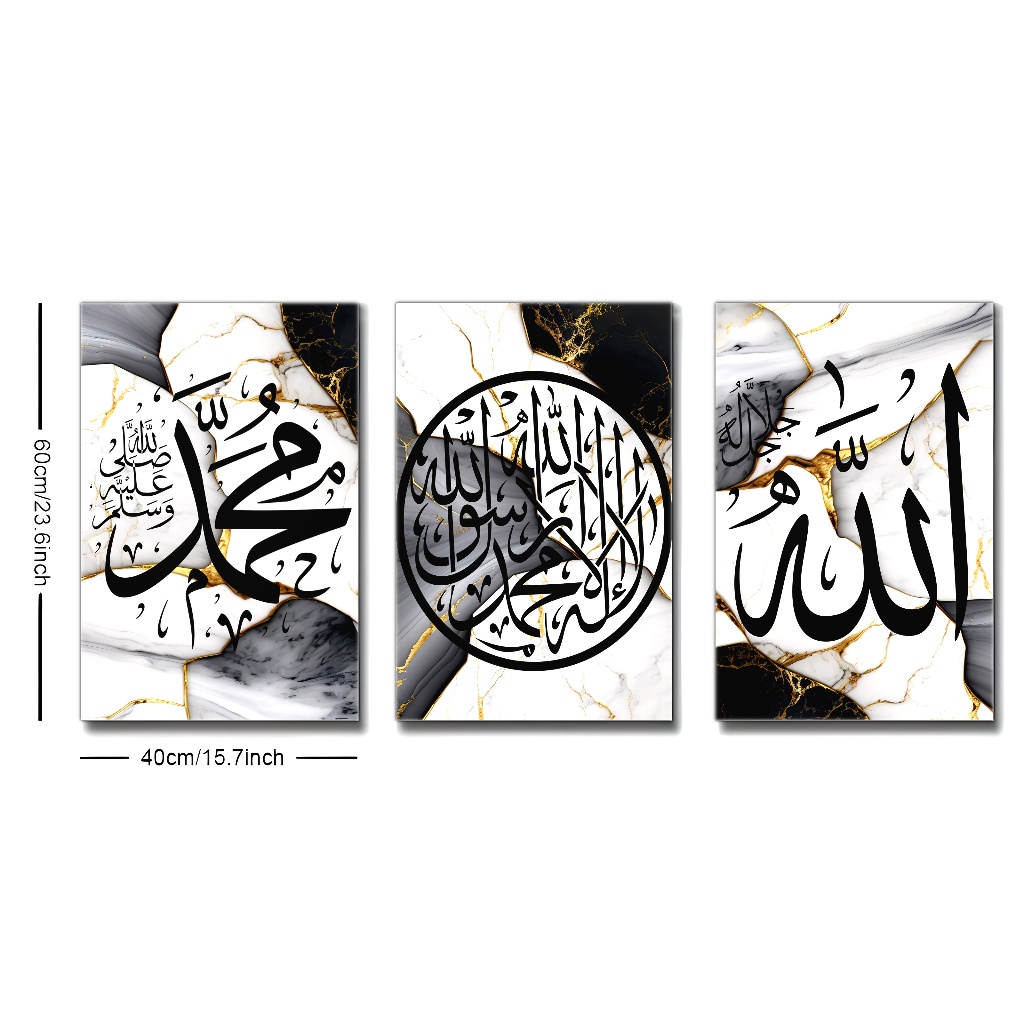 محمد
صلى الله
عليه
وسلم
لا إله إلا الله محمد رسول الله
الله
جل جلاله
60cm/23.6inch
40cm/15.7inch